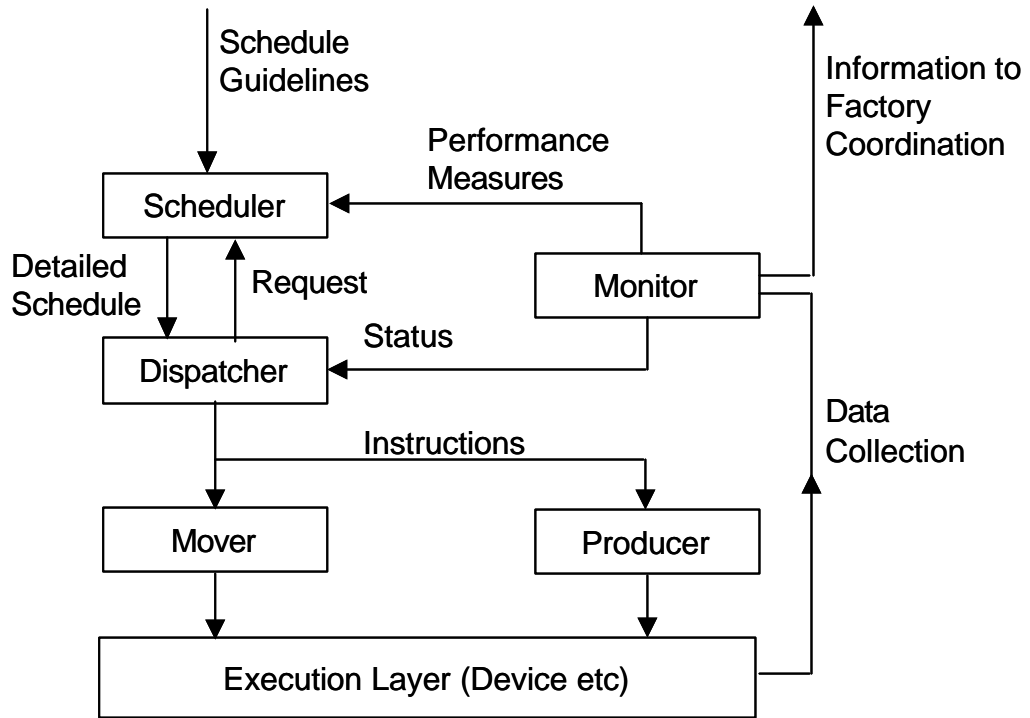 Schedule
Guidelines
Information to
Factory
Coordination
Performance
Measures
Scheduler
Detailed
Schedule
Request
Monitor
Status
Dispatcher
Data
Collection
Instructions
Mover
Producer
Execution Layer (Device etc)